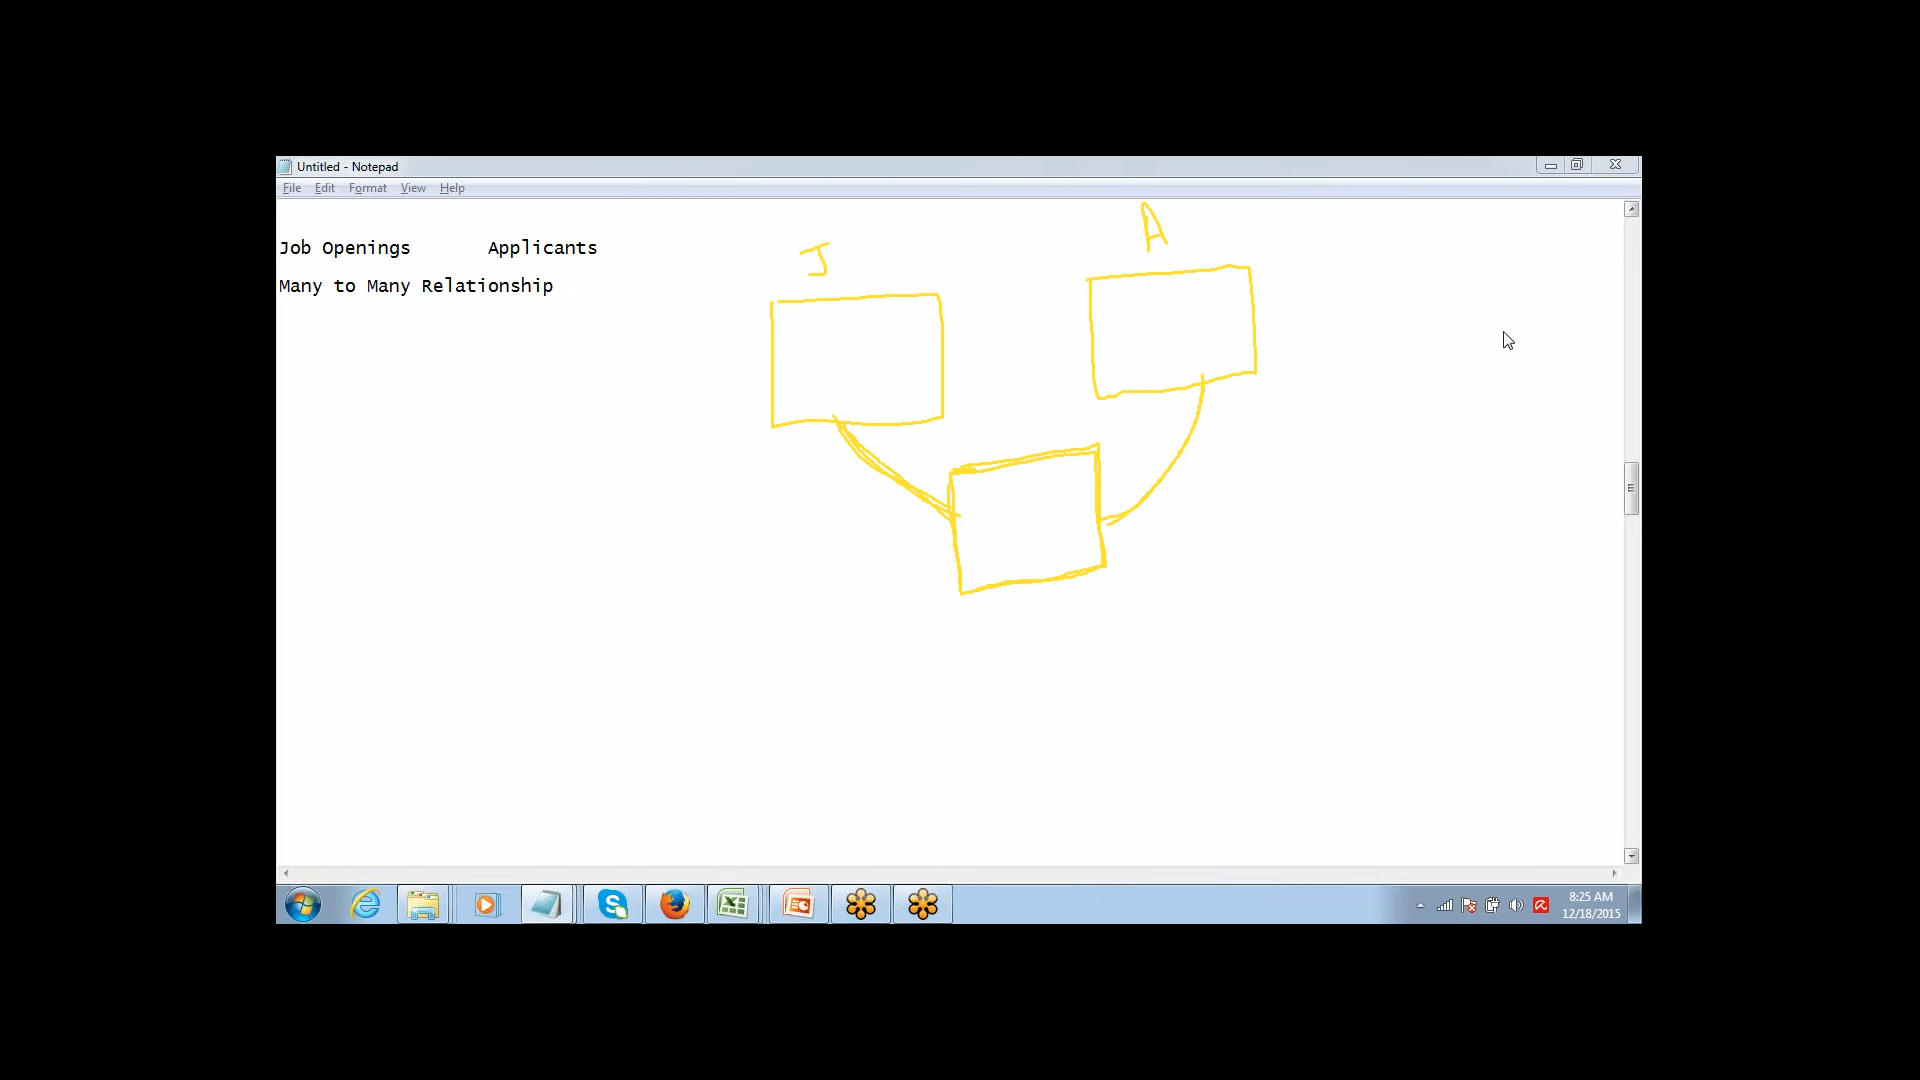 Untitled - Notepad
File Edit Format View Help
Job Openings Applicants
Many to Many Relationship
J
A
8:25 AM
12/18/2015